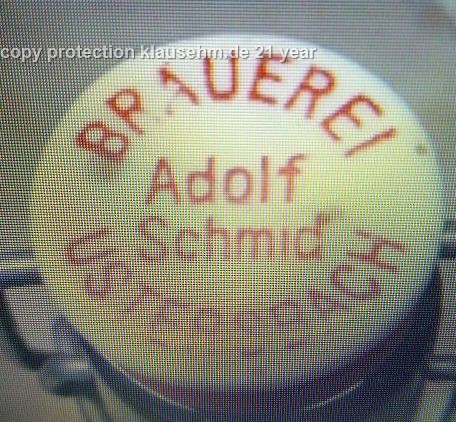 copy protection klausehm.de 21 year
BRAUEREI
Adolf
Schmid
USTERSBACH